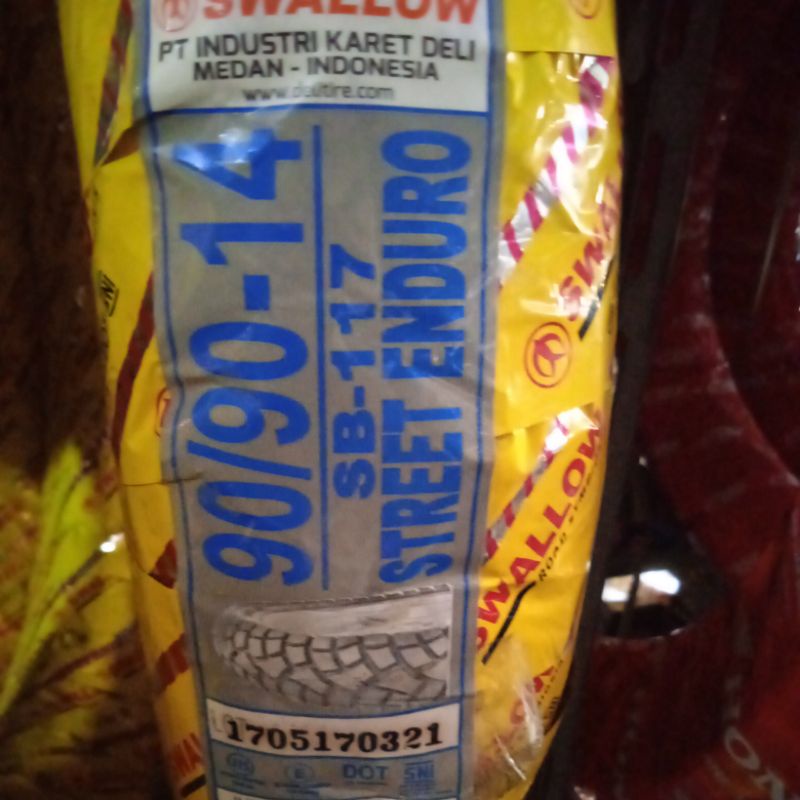 SWALLOW
PT INDUSTRI KARET DELI
MEDAN - INDONESIA
www.delitire.com
90/90-14
SB-117
STREET ENDURO
1705170321
DOT
SNI
SWALLOW
SWALLOW